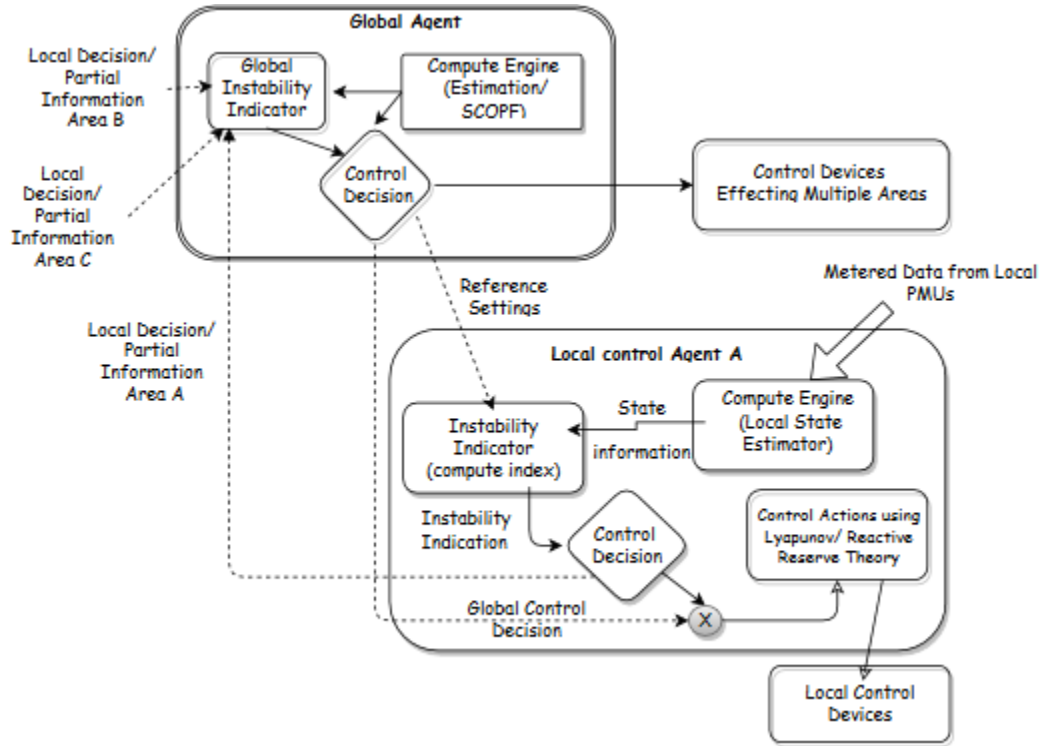 Global Agent
Local Decision/
Partial
Information
Area B
Global
Instability
Indicator
Compute Engine
(Estimation/
SCOPF)
Local
Decision/
Partial
Information
Area C
Control
Decision
Control Devices
Effecting Multiple Areas
Reference
Settings
Metered Data from Local
PMUs
Local Decision/
Partial
Information
Area A
Local control Agent A
Instability
Indicator
(compute index)
State
information
Compute Engine
(Local State
Estimator)
Instability
Indication
Control
Decision
Control Actions using
Lyapunov/ Reactive
Reserve Theory
Global Control
Decision
X
Local Control
Devices